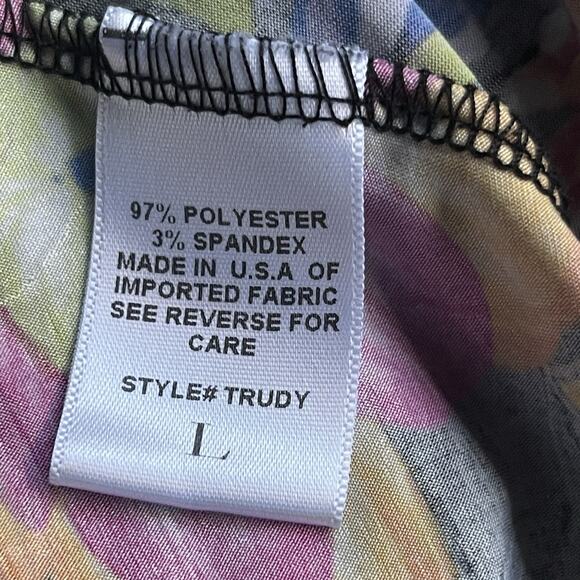 97% POLYESTER
3% SPANDEX
MADE IN U.S.A OF
IMPORTED FABRIC
SEE REVERSE FOR
CARE
STYLE# TRUDY
L